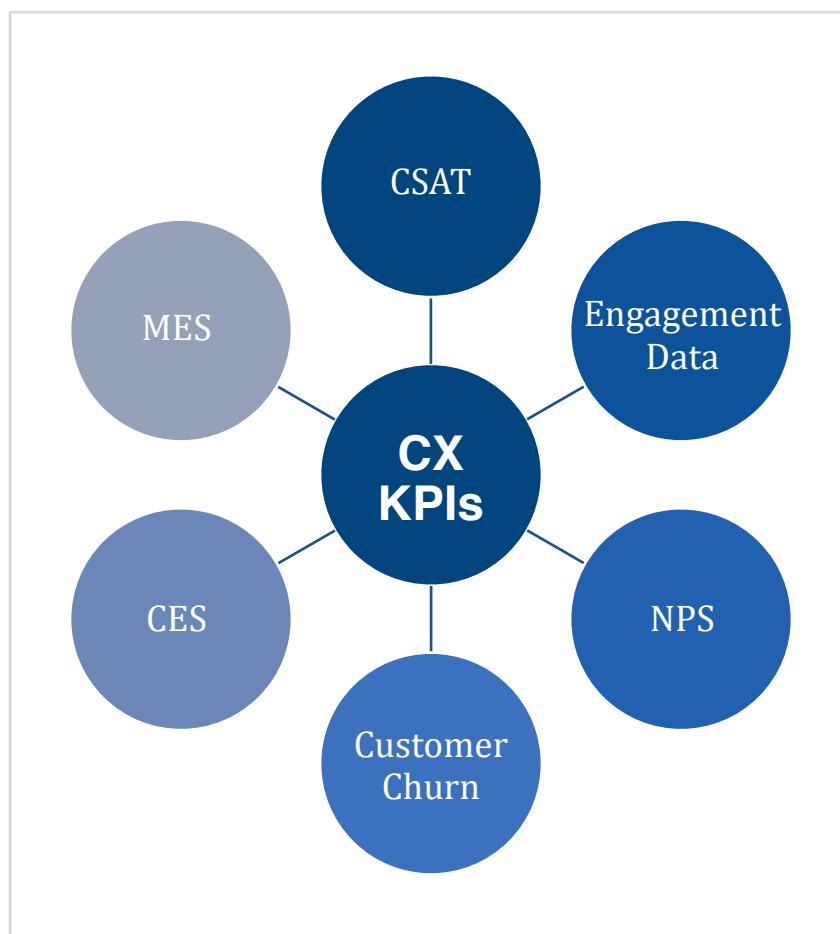 CSAT
Engagement
Data
NPS
Customer
Churn
CES
MES
CX
KPIs